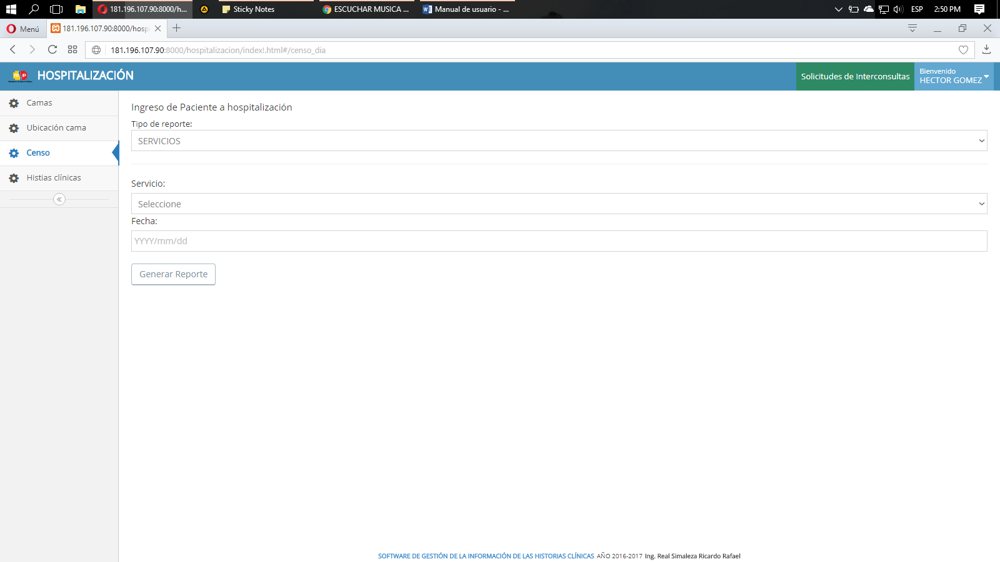 181.196.107.90:8000/h...
Sticky Notes
ESCUCHAR MUSICA ...
Manual de usuario - ...
ESP
2:50 PM
Menú
181.196.107.90:8000/hosp
181.196.107.90:8000/hospitalizacion/index!.html#/censo_dia
HOSPITALIZACIÓN
Solicitudes de Interconsultas
Bienvenido
HECTOR GOMEZ
Camas
Ubicación cama
Censo
Histias clínicas
Ingreso de Paciente a hospitalización
Tipo de reporte:
SERVICIOS
Servicio:
Seleccione
Fecha:
YYYY/mm/dd
Generar Reporte
SOFTWARE DE GESTIÓN DE LA INFORMACIÓN DE LAS HISTORIAS CLÍNICAS AÑO 2016-2017 Ing. Real Simaleza Ricardo Rafael